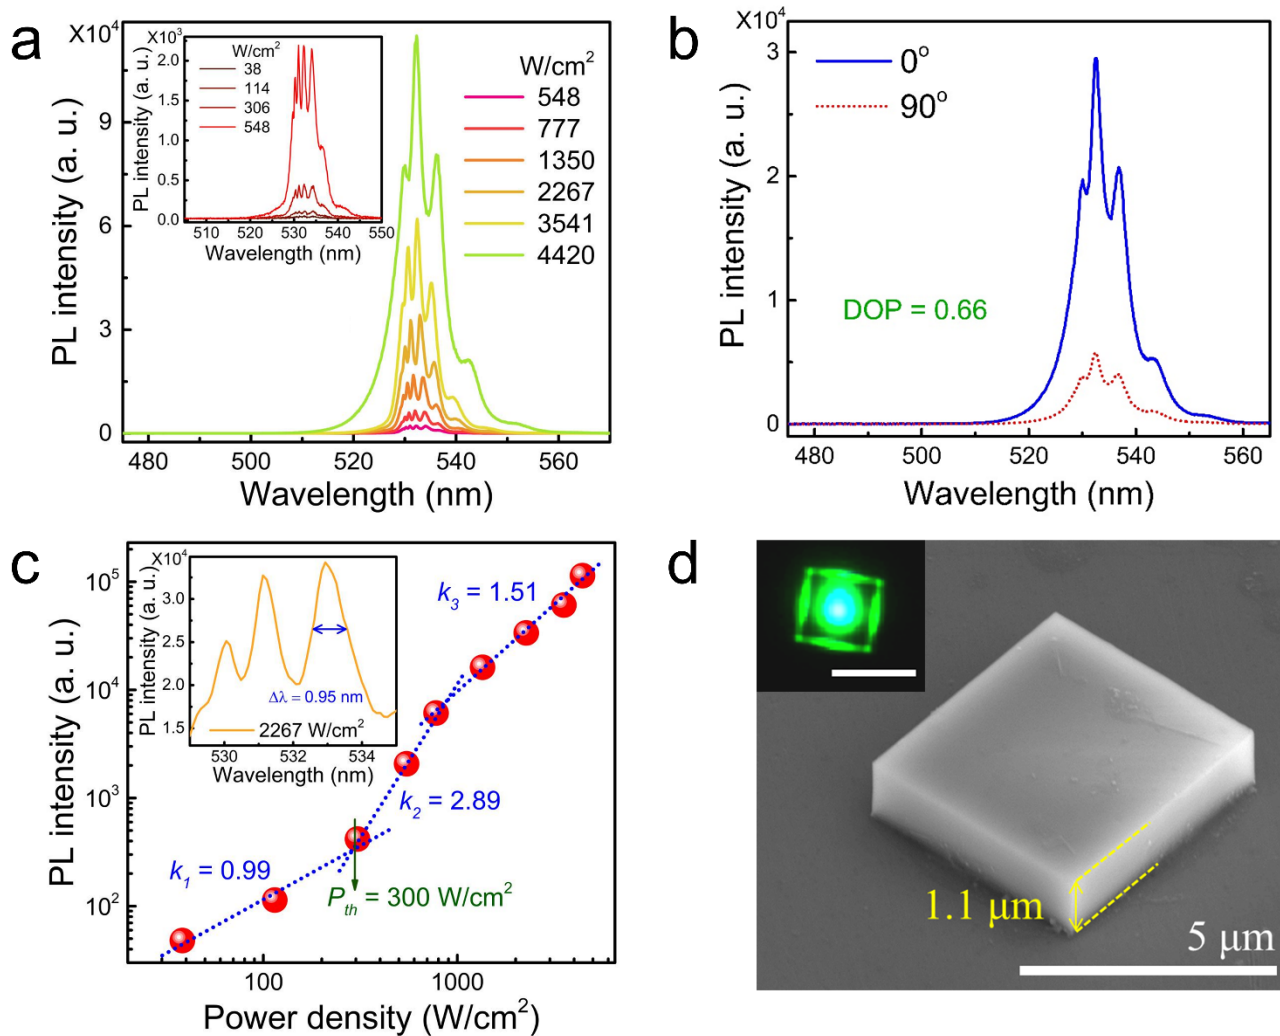 a
X10⁴
PL intensity (a. u.)
9
6
3
0
480
500
520
540
560
Wavelength (nm)
W/cm²
548
777
1350
2267
3541
4420
X10³
PL intensity (a. u.)
2.0
1.5
1.0
0.5
0.0
510
520
530
540
550
Wavelength (nm)
W/cm²
38
114
306
548
b
X10⁴
PL intensity (a. u.)
3
2
1
0
480
500
520
540
560
Wavelength (nm)
0°
90°
DOP = 0.66
c
PL intensity (a. u.)
10⁵
10⁴
10³
10²
100
1000
Power density (W/cm²)
k₁ = 0.99
k₂ = 2.89
k₃ = 1.51
Pₜₕ = 300 W/cm²
X10⁴
PL intensity (a. u.)
3.5
3.0
2.5
2.0
1.5
530
532
534
Wavelength (nm)
Δλ = 0.95 nm
2267 W/cm²
d
1.1 μm
5 μm